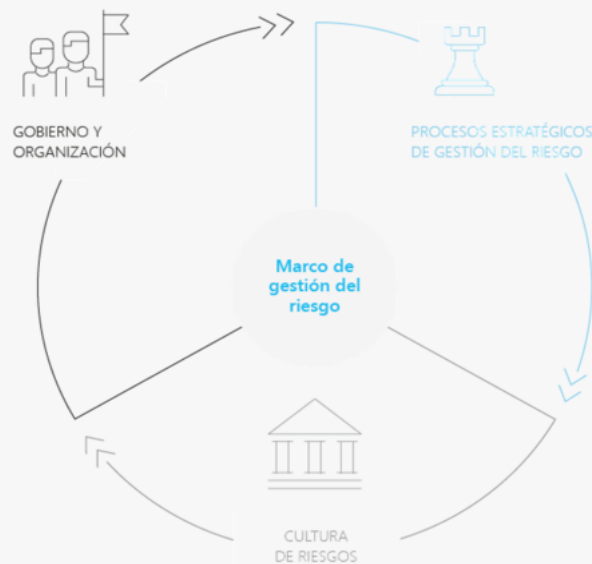 GOBIERNO Y
ORGANIZACIÓN
PROCESOS ESTRATÉGICOS
DE GESTIÓN DEL RIESGO
Marco de
gestión del
riesgo
CULTURA
DE RIESGOS